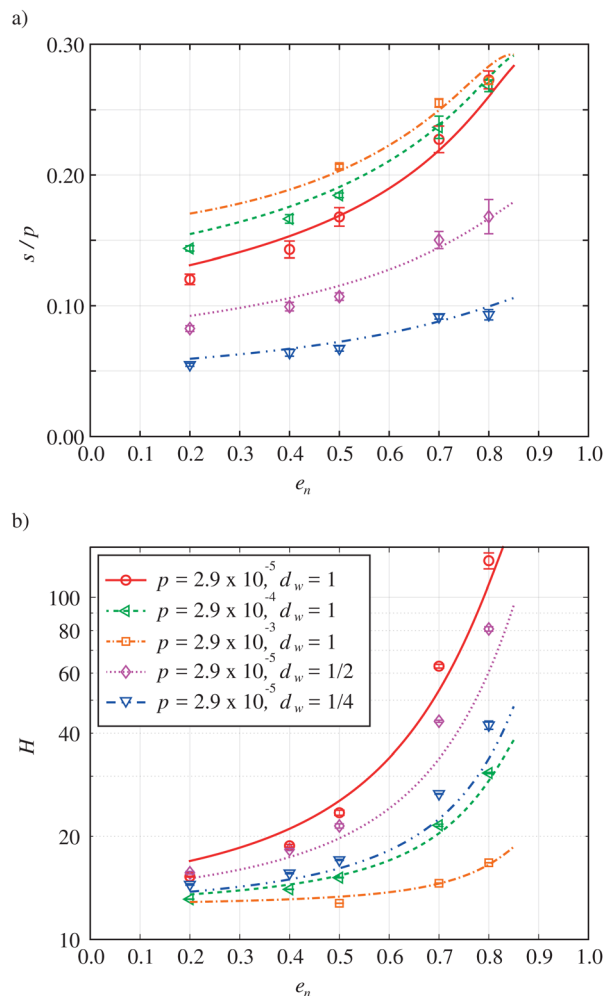 a)
0.30
0.20
s/p
0.10
0.00
0.0 0.1 0.2 0.3 0.4 0.5 0.6 0.7 0.8 0.9 1.0
eₙ
b)
p = 2.9 x 10,⁻⁵ d_w = 1
100
p = 2.9 x 10,⁻⁴ d_w = 1
80
p = 2.9 x 10,⁻³ d_w = 1
60
p = 2.9 x 10,⁻⁵ d_w = 1/2
p = 2.9 x 10,⁻⁵ d_w = 1/4
H
40
20
10
0.0 0.1 0.2 0.3 0.4 0.5 0.6 0.7 0.8 0.9 1.0
eₙ